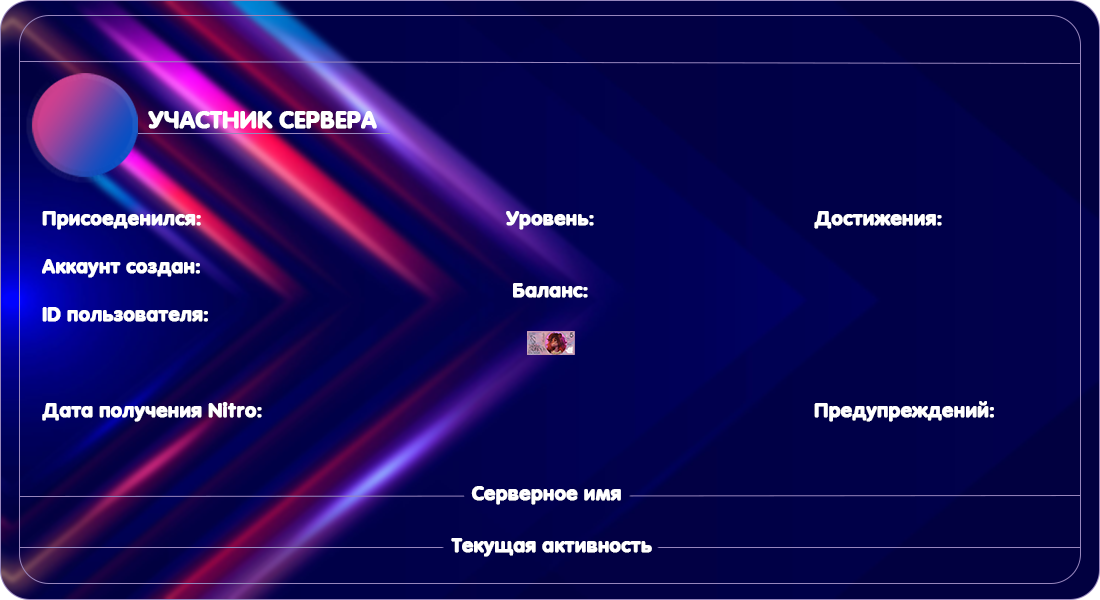 УЧАСТНИК СЕРВЕРА
Присоеденился:
Уровень:
Достижения:
Аккаунт создан:
Баланс:
ID пользователя:
Дата получения Nitro:
Предупреждений:
Серверное имя
Текущая активность